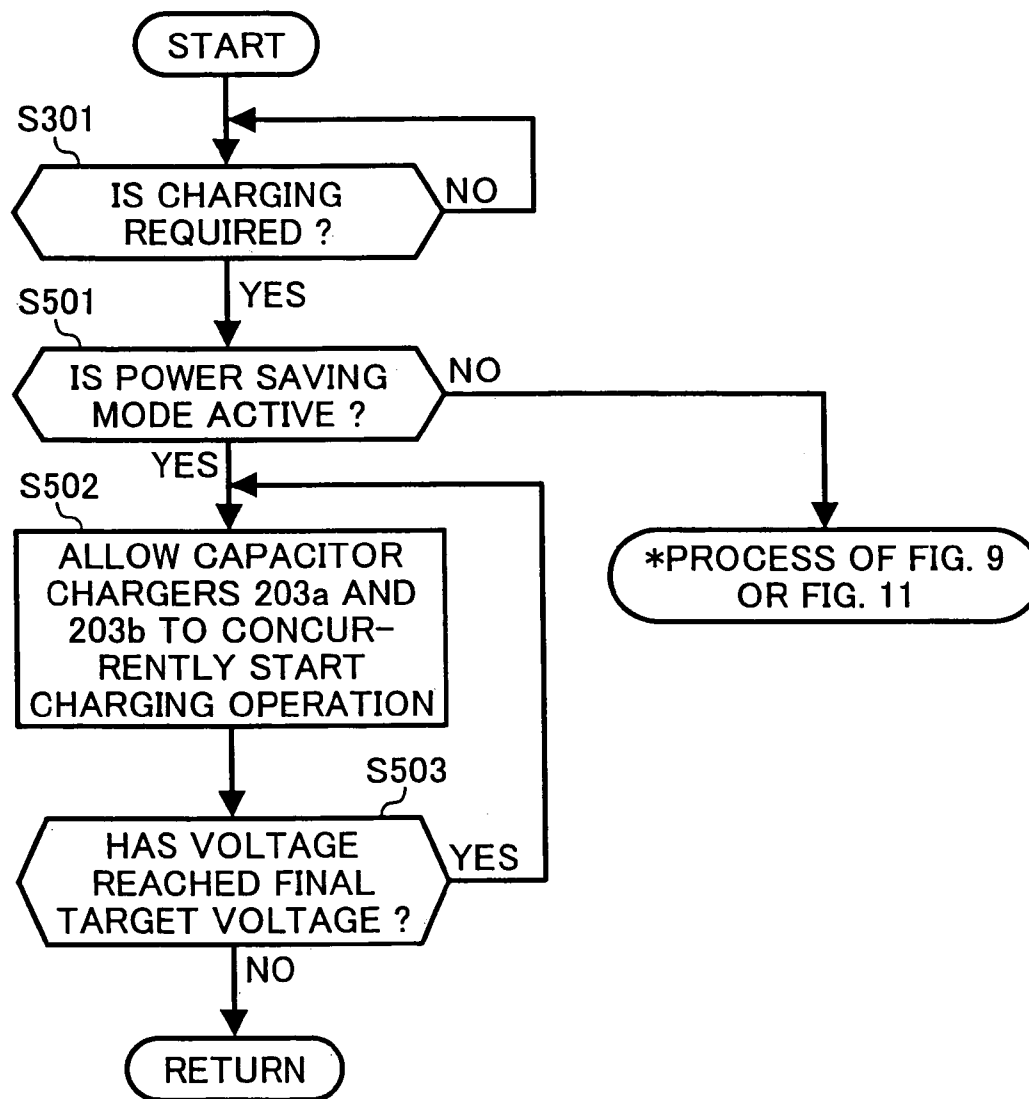 START
S301
IS CHARGING
REQUIRED ?
NO
YES
S501
IS POWER SAVING
MODE ACTIVE ?
NO
YES
S502
ALLOW CAPACITOR
CHARGERS 203a AND
203b TO CONCUR-
RENTLY START
CHARGING OPERATION
*PROCESS OF FIG. 9
OR FIG. 11
S503
HAS VOLTAGE
REACHED FINAL
TARGET VOLTAGE ?
YES
NO
RETURN